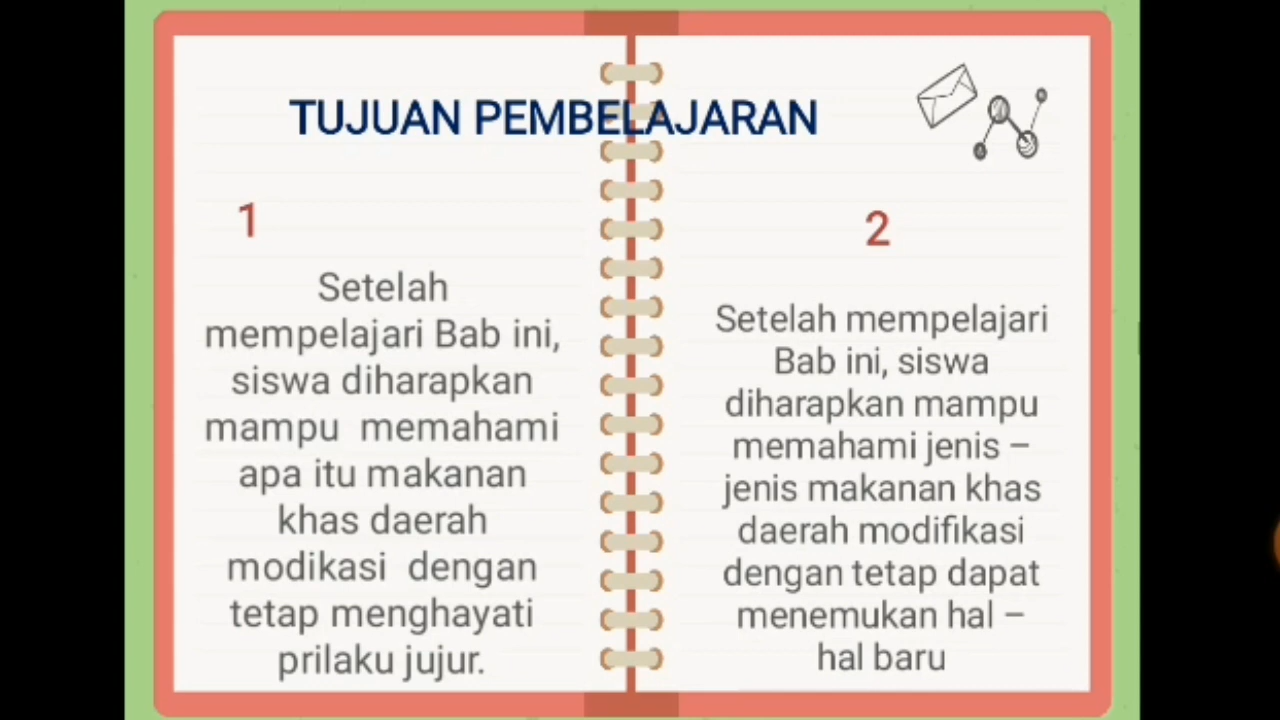 TUJUAN PEMBELAJARAN
1
Setelah
mempelajari Bab ini,
siswa diharapkan
mampu memahami
apa itu makanan
khas daerah
modikasi dengan
tetap menghayati
prilaku jujur.
2
Setelah mempelajari
Bab ini, siswa
diharapkan mampu
memahami jenis –
jenis makanan khas
daerah modifikasi
dengan tetap dapat
menemukan hal –
hal baru